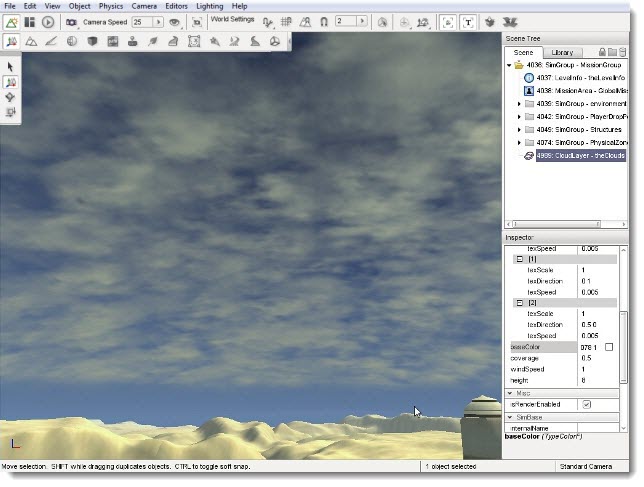 File Edit View Object Physics Camera Editors Lighting Help
Camera Speed 25 World Settings 2 T
Scene Tree
Scene Library
4036: SimGroup - MissionGroup
4037: LevelInfo - theLevelInfo
4038: MissionArea - GlobalMiss
4039: SimGroup - environment
4042: SimGroup - PlayerDropP
4049: SimGroup - Structures
4074: SimGroup - PhysicalZone
4989: CloudLayer - theClouds
Inspector
texSpeed 0.005
[1]
texScale 1
texDirection 0 1
texSpeed 0.005
[2]
texScale 1
texDirection 0.5 0
texSpeed 0.005
baseColor 078 1
coverage 0.5
windSpeed 1
height 8
Misc
isRenderEnabled
SimBase
internalName
baseColor (TypeColorF)
Move selection. SHIFT while dragging duplicates objects. CTRL to toggle soft snap. 1 object selected Standard Camera